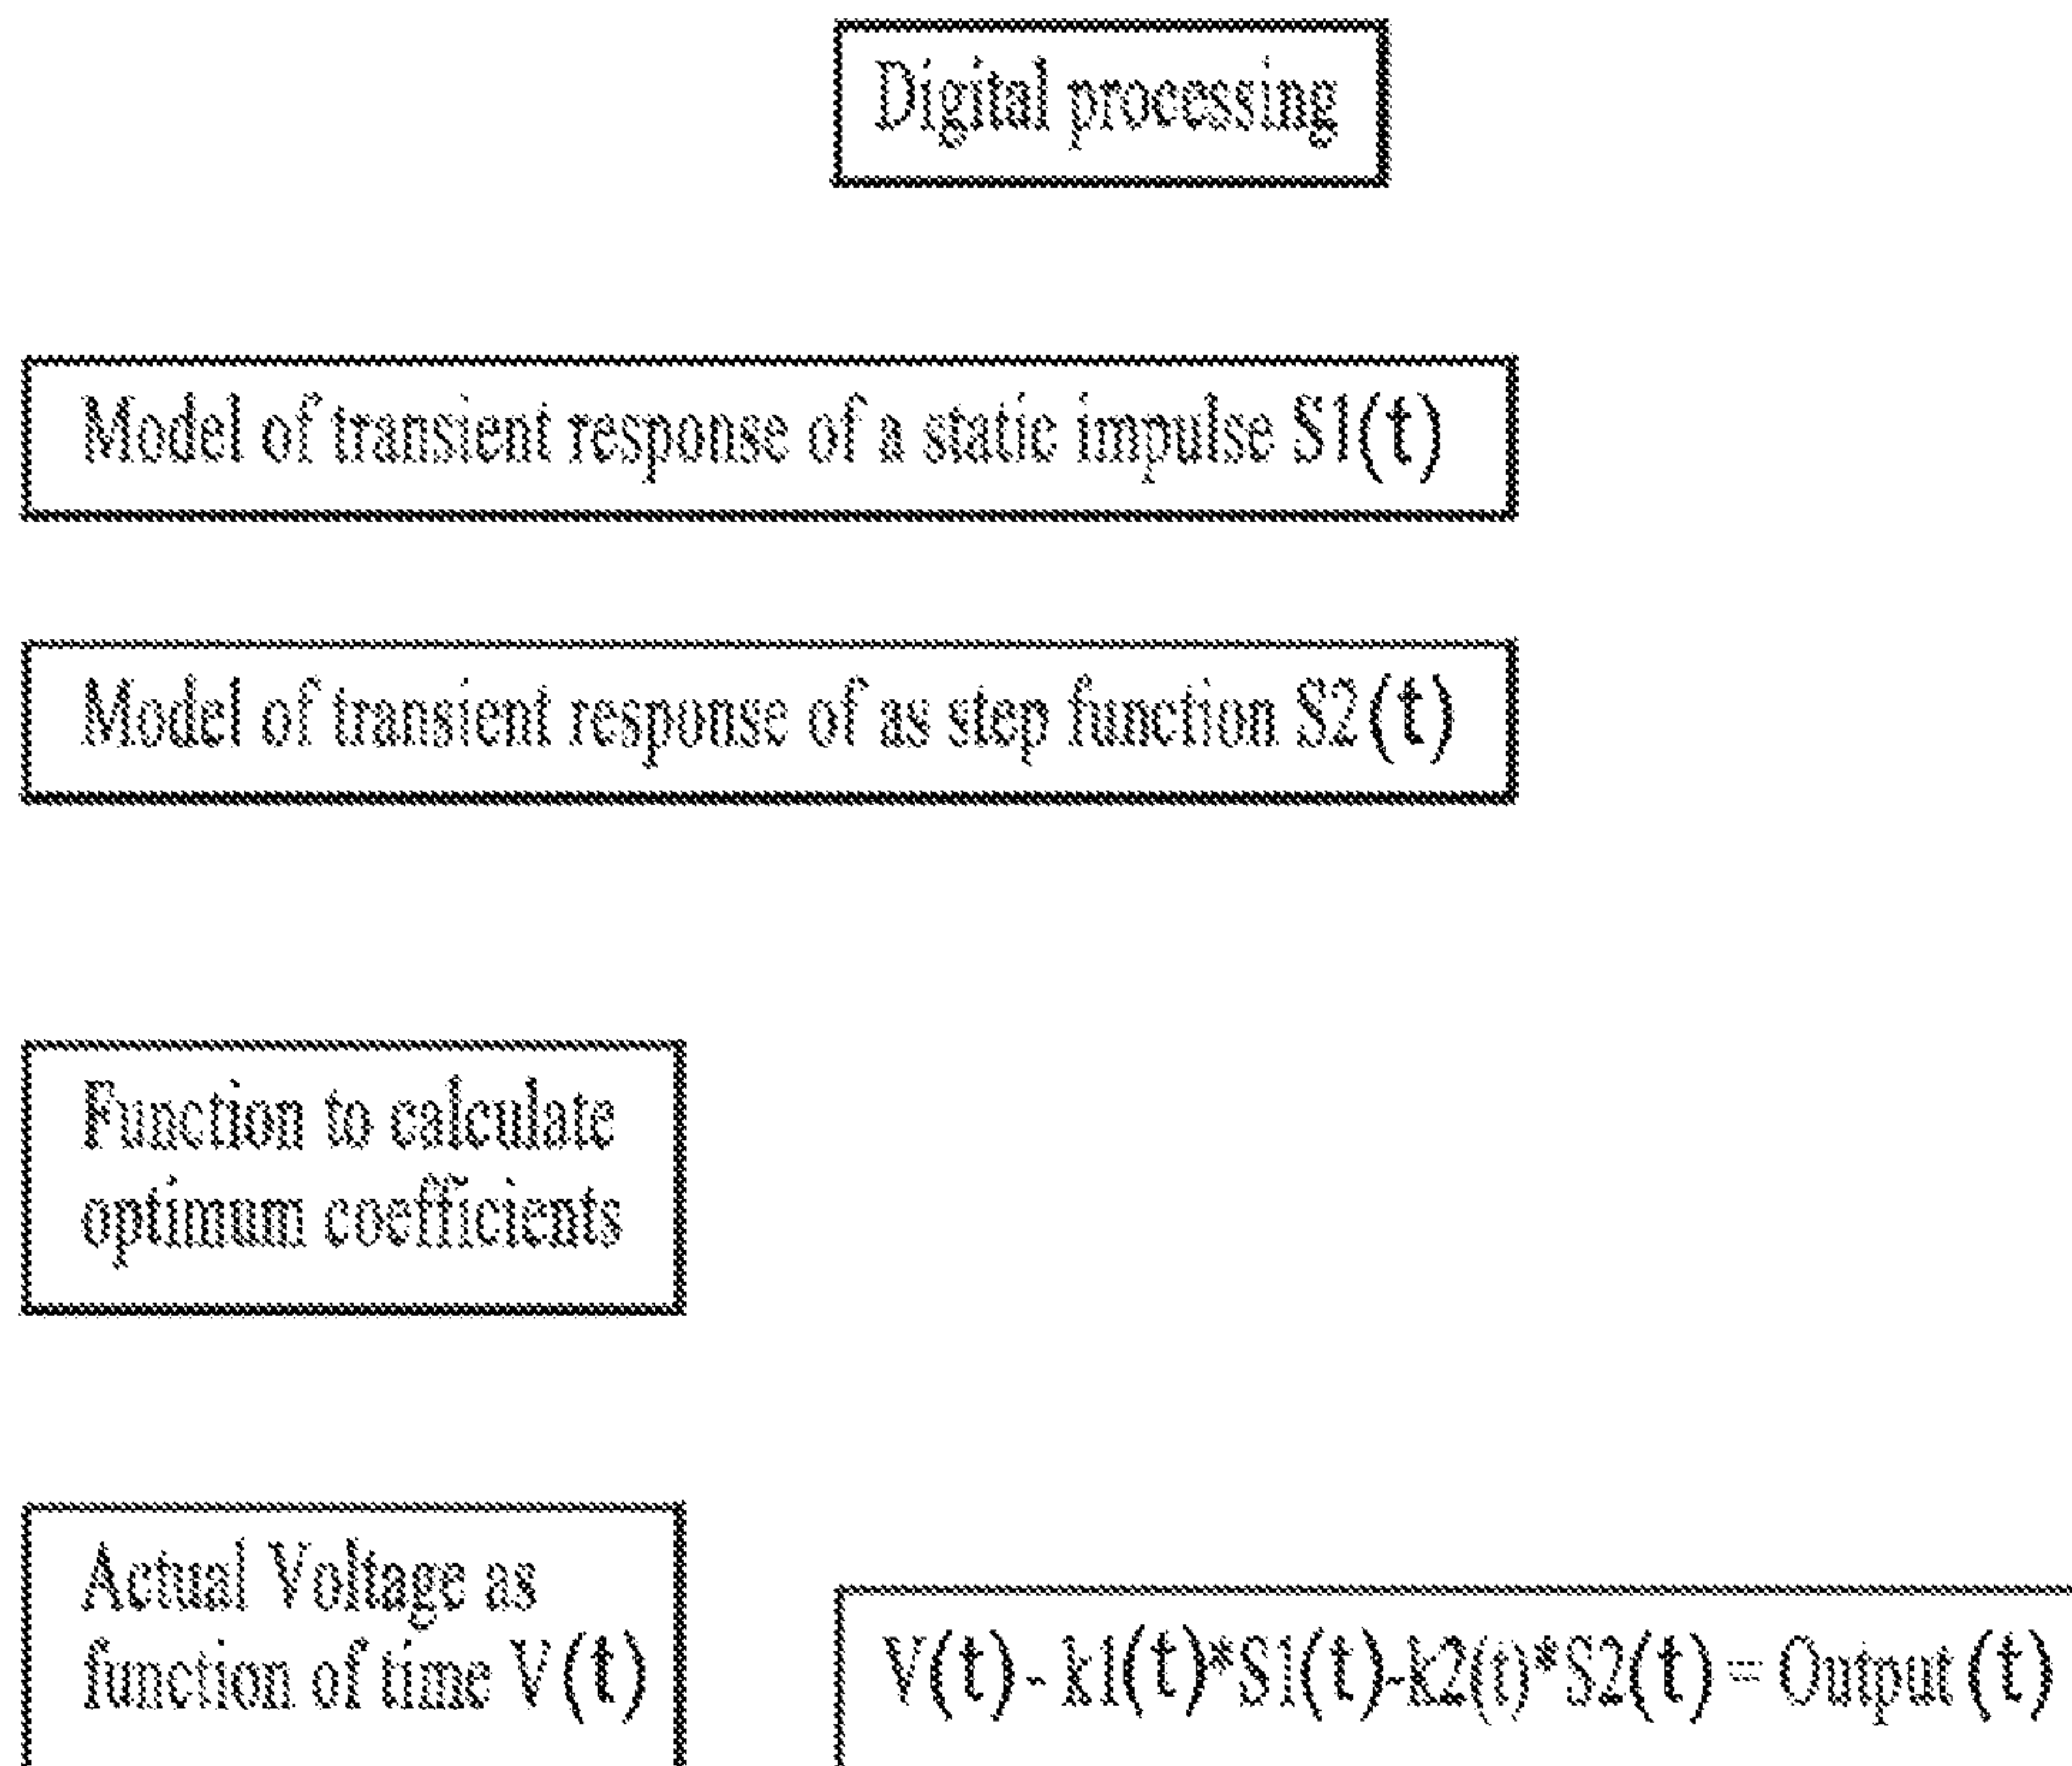 Digital processing
Model of transient response of a static impulse S1(t)
Model of transient response of as step function S2(t)
Function to calculate
optimum coefficients
Actual Voltage as
function of time V(t)
V(t)- k1(t)*S1(t)-k2(t)*S2(t)= Output (t)